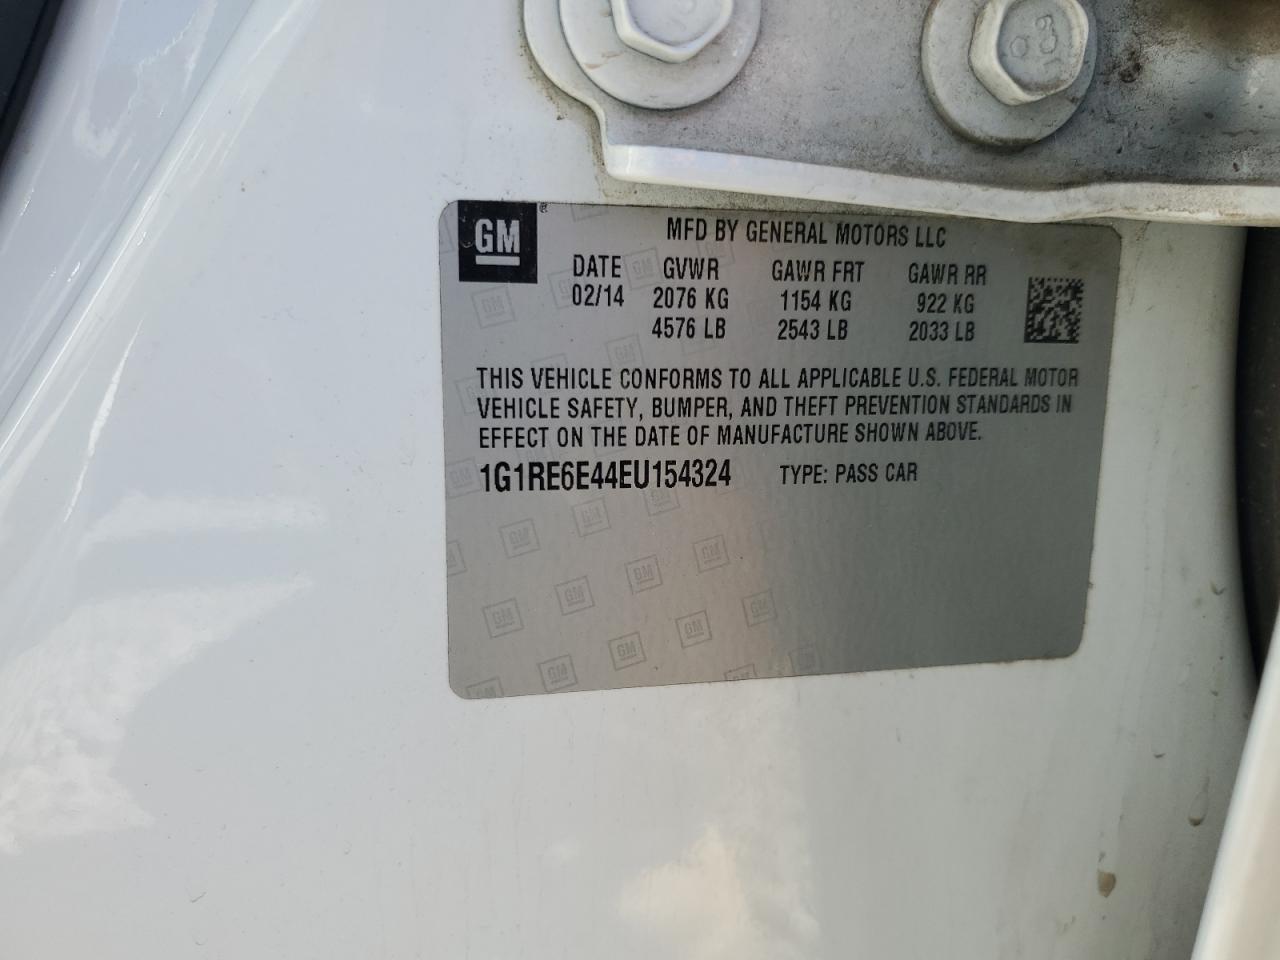 GM
MFD BY GENERAL MOTORS LLC
DATE GVWR GAWR FRT GAWR RR
02/14 2076 KG 1154 KG 922 KG
4576 LB 2543 LB 2033 LB
THIS VEHICLE CONFORMS TO ALL APPLICABLE U.S. FEDERAL MOTOR
VEHICLE SAFETY, BUMPER, AND THEFT PREVENTION STANDARDS IN
EFFECT ON THE DATE OF MANUFACTURE SHOWN ABOVE.
1G1RE6E44EU154324 TYPE: PASS CAR